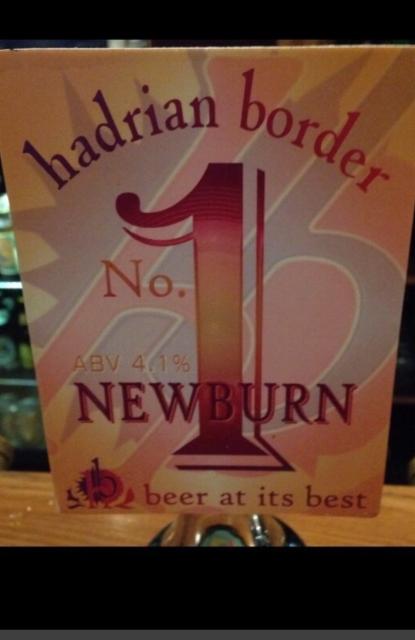 hadrian border
No. 1
ABV 4.1%
NEWBURN
b
beer at its best